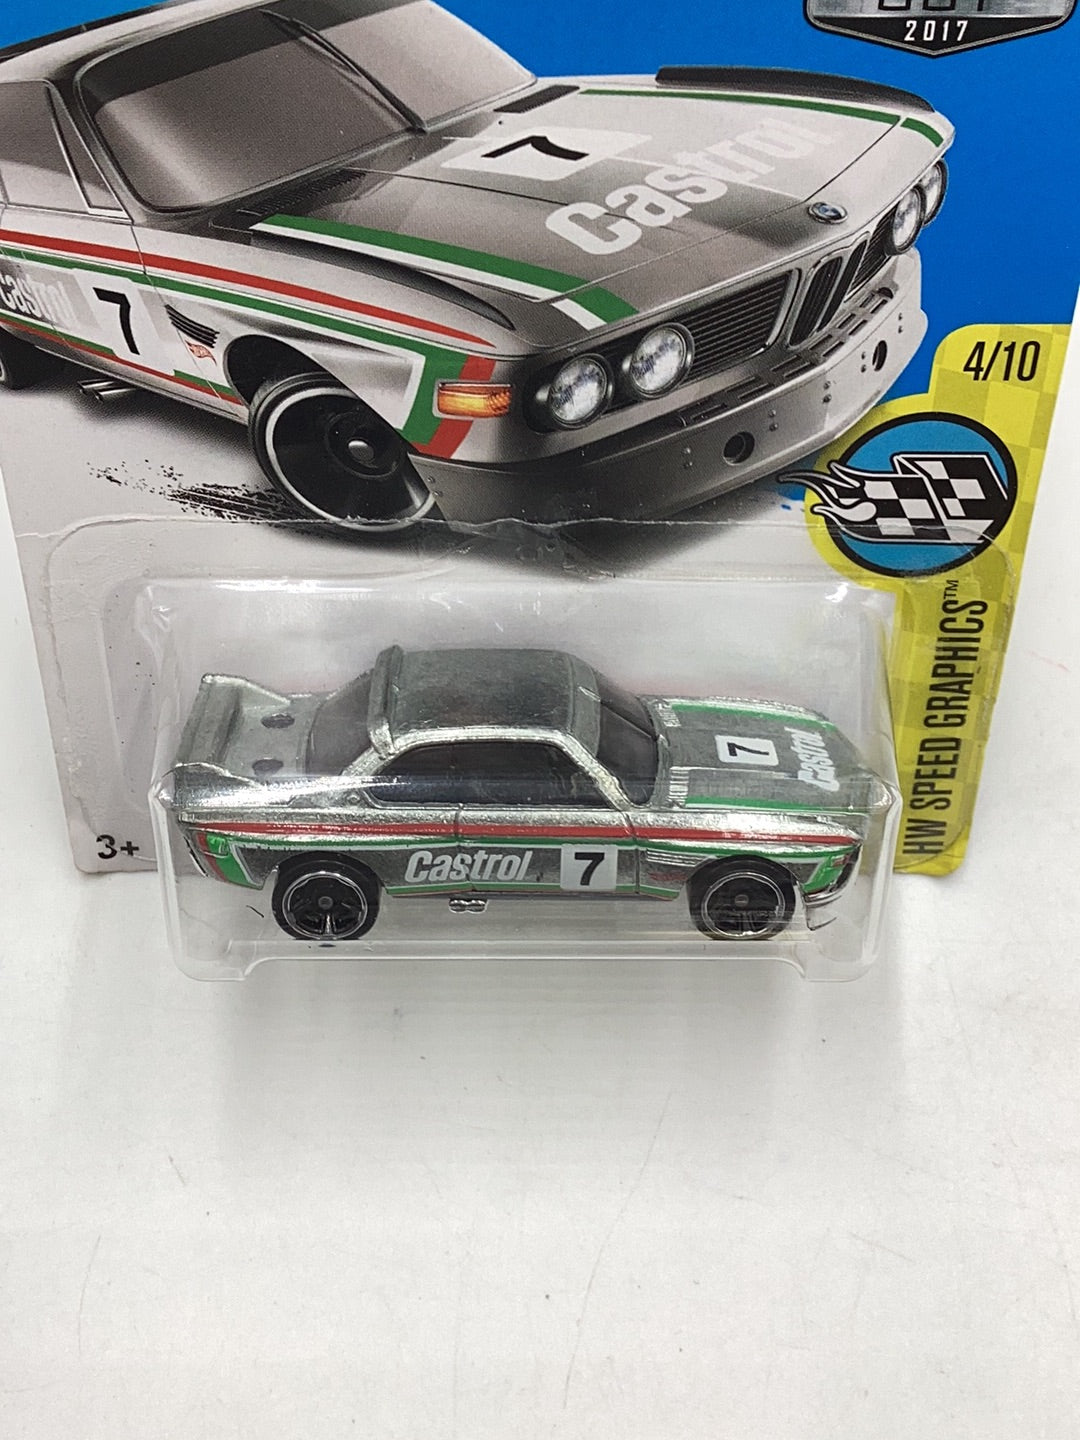 2017
7
Castrol
Castrol
7
4/10
HW SPEED GRAPHICS™
7
Castrol
Castrol
7
3+